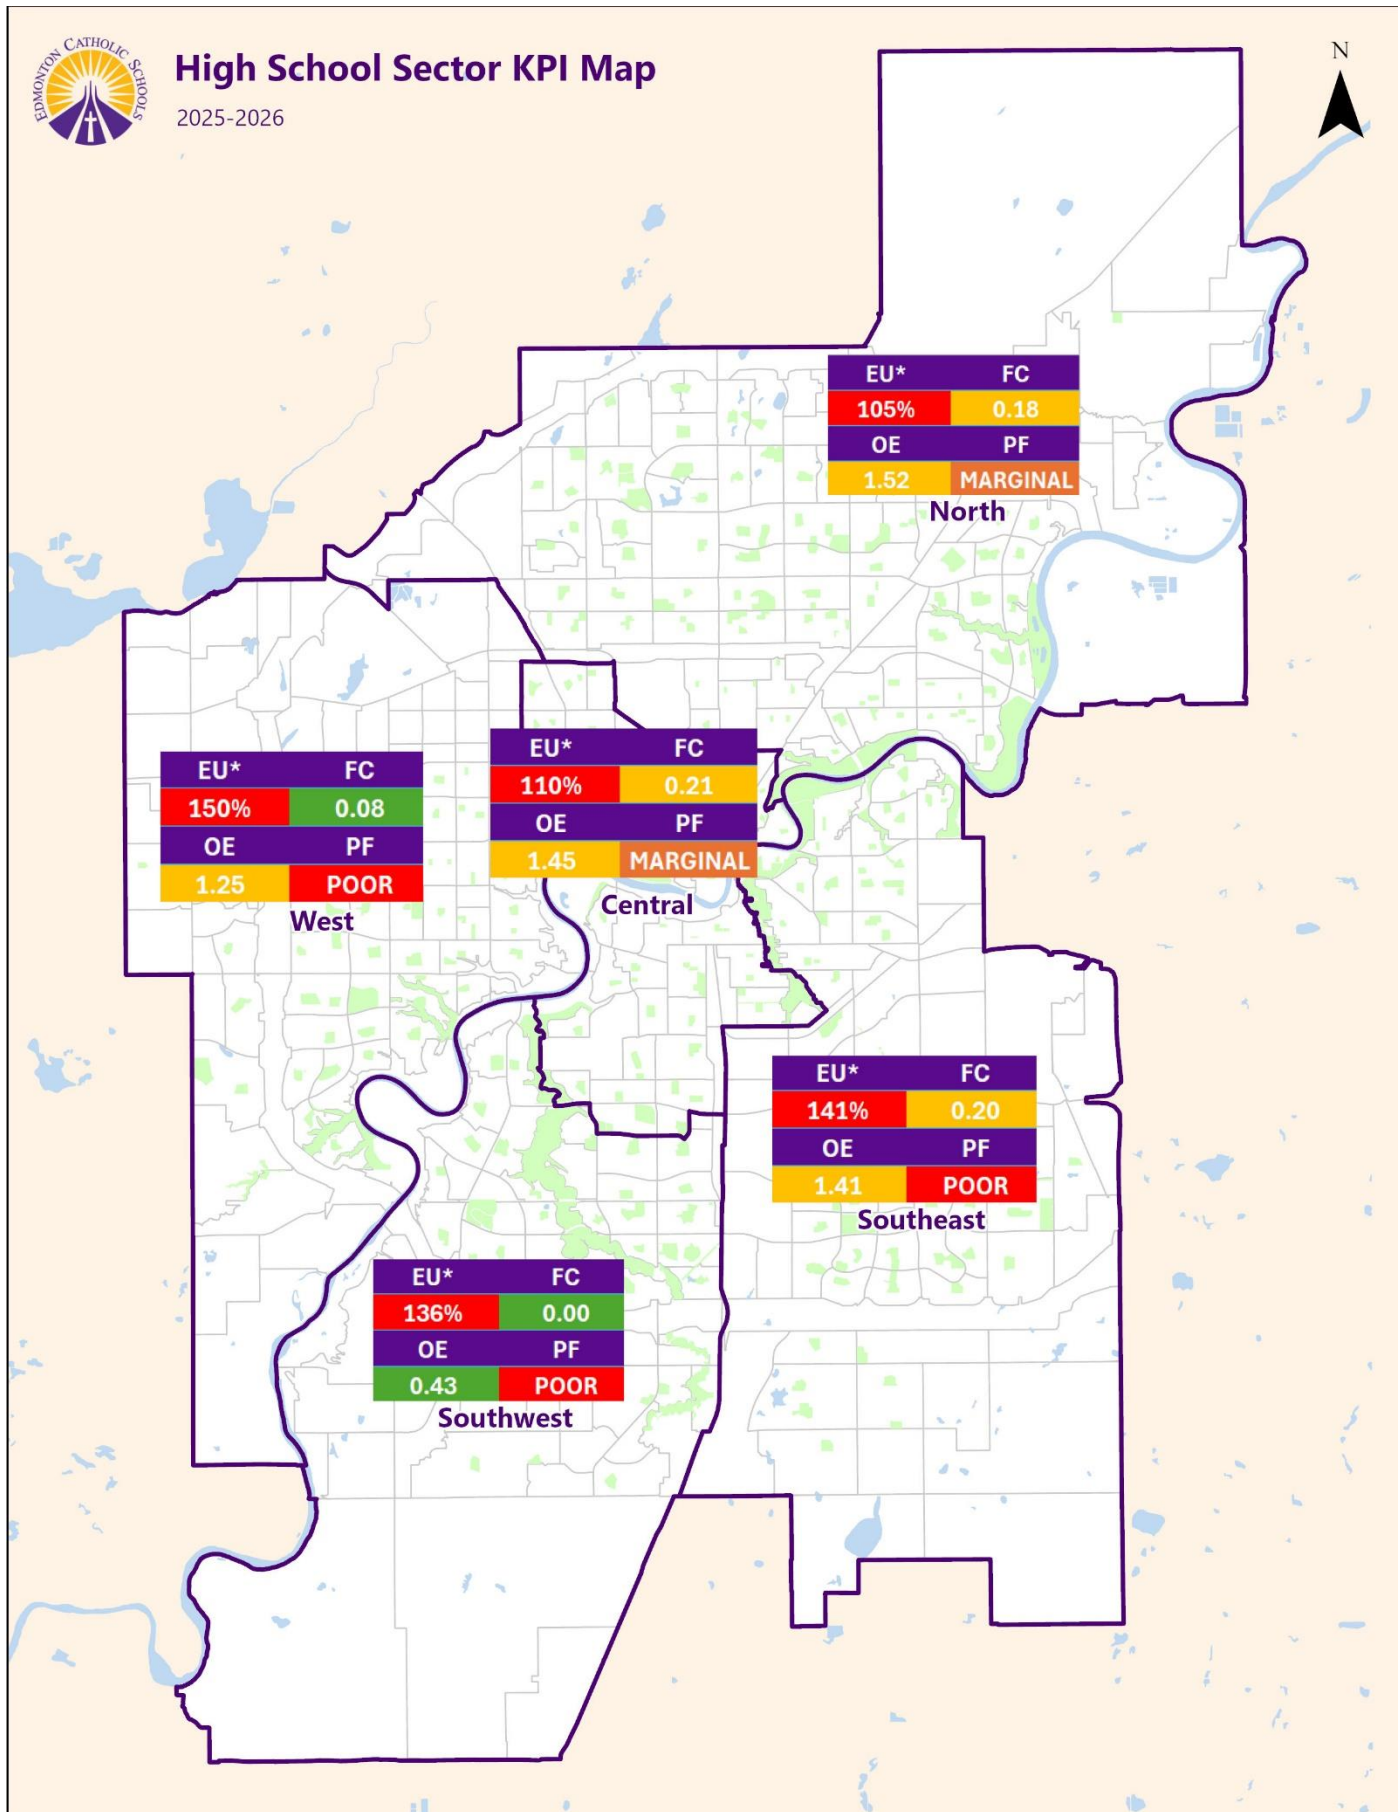 EDMONTON CATHOLIC SCHOOLS
High School Sector KPI Map
2025-2026
N
EU* FC
105% 0.18
OE PF
1.52 MARGINAL
North
EU* FC
150% 0.08
OE PF
1.25 POOR
West
EU* FC
110% 0.21
OE PF
1.45 MARGINAL
Central
EU* FC
141% 0.20
OE PF
1.41 POOR
Southeast
EU* FC
136% 0.00
OE PF
0.43 POOR
Southwest